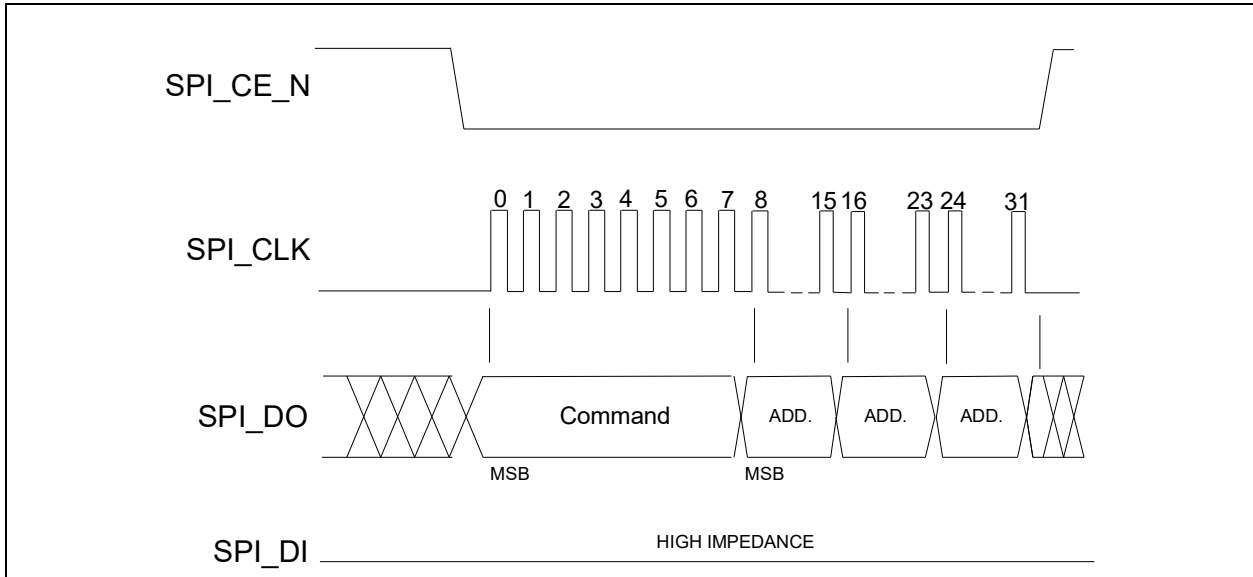 SPI_CE_N
0 1 2 3 4 5 6 7 8 15 16 23 24 31
SPI_CLK
SPI_DO Command ADD. ADD. ADD.
MSB MSB
HIGH IMPEDANCE
SPI_DI